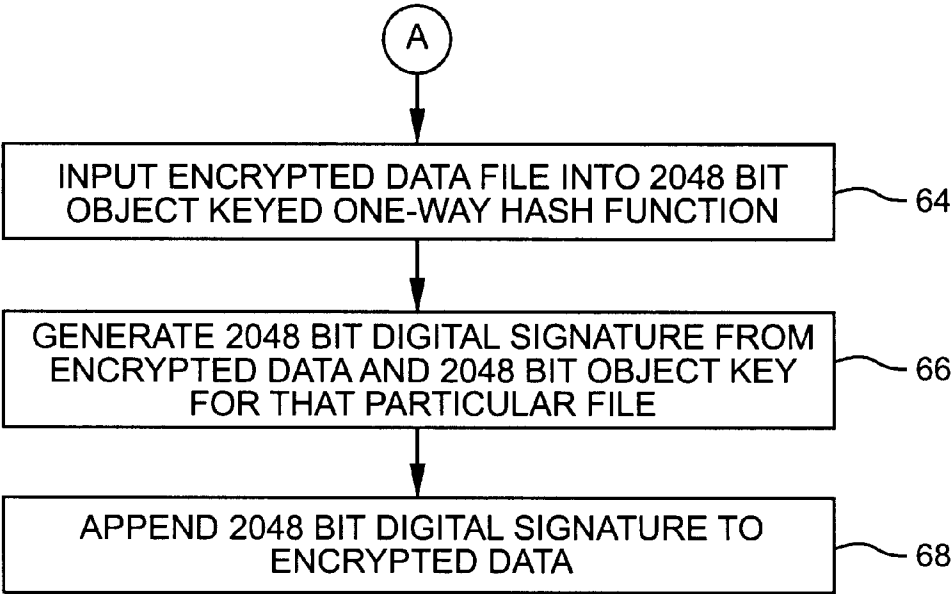 A
INPUT ENCRYPTED DATA FILE INTO 2048 BIT
OBJECT KEYED ONE-WAY HASH FUNCTION
64
GENERATE 2048 BIT DIGITAL SIGNATURE FROM
ENCRYPTED DATA AND 2048 BIT OBJECT KEY
FOR THAT PARTICULAR FILE
66
APPEND 2048 BIT DIGITAL SIGNATURE TO
ENCRYPTED DATA
68